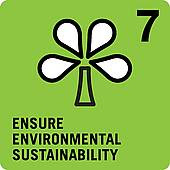 7
ENSURE
ENVIRONMENTAL
SUSTAINABILITY